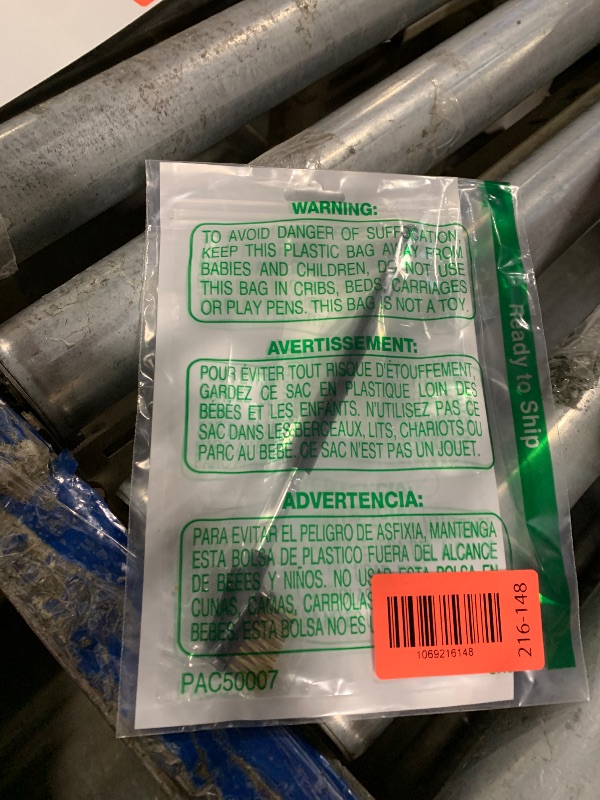 WARNING:
TO AVOID DANGER OF SUFFOCATION
KEEP THIS PLASTIC BAG AWAY FROM
BABIES AND CHILDREN, DO NOT USE
THIS BAG IN CRIBS, BEDS, CARRIAGES
OR PLAY PENS. THIS BAG IS NOT A TOY.
AVERTISSEMENT:
POUR ÉVITER TOUT RISQUE D'ÉTOUFFEMENT,
GARDEZ CE SAC EN PLASTIQUE LOIN DES
BÉBÉS ET LES ENFANTS. N'UTILISEZ PAS CE
SAC DANS LES BERCEAUX, LITS, CHARIOTS OU
PARC AU BÉBÉ. CE SAC N'EST PAS UN JOUET.
ADVERTENCIA:
PARA EVITAR EL PELIGRO DE ASFIXIA, MANTENGA
ESTA BOLSA DE PLASTICO FUERA DEL ALCANCE
DE BEBES Y NIÑOS. NO USAR ESTA BOLSA EN
CUNAS, CAMAS, CARRIOLAS
BEBES. ESTA BOLSA NO ES
PAC50007
Ready to Ship
1069216148
216-148